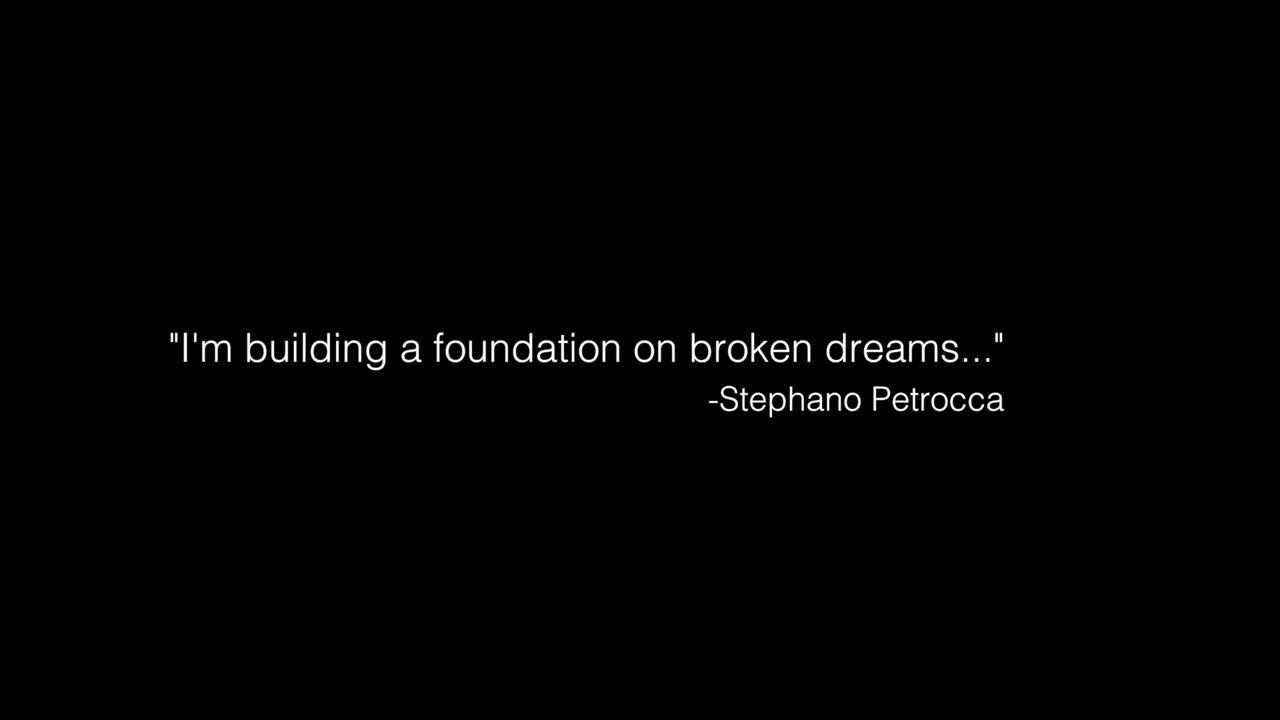 "I'm building a foundation on broken dreams..."
-Stephano Petrocca